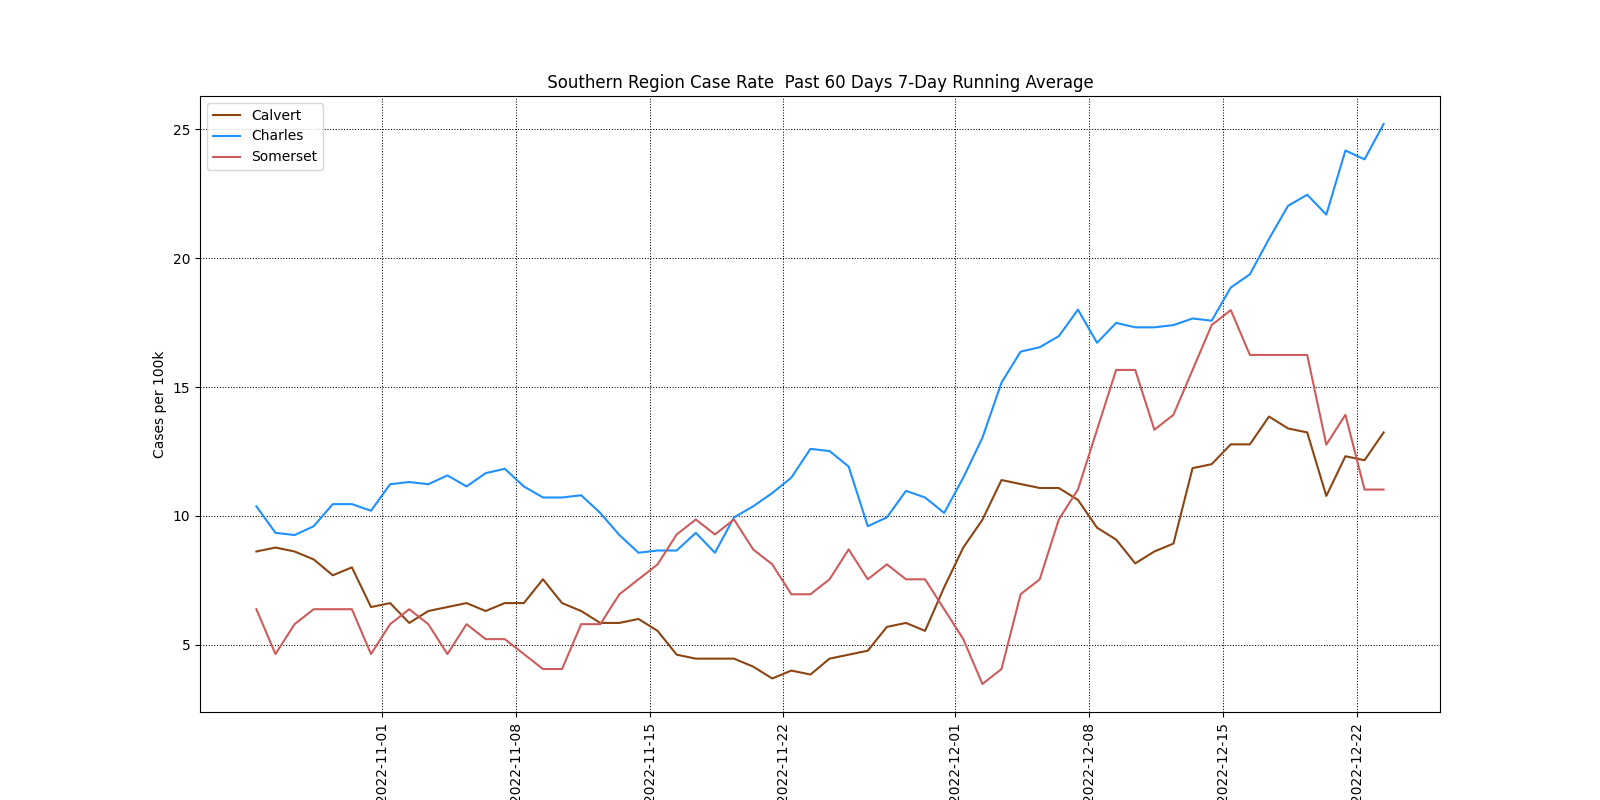 Southern Region Case Rate  Past 60 Days 7-Day Running Average
Calvert
Charles
Somerset
25
20
15
10
5
Cases per 100k
2022-11-01
2022-11-08
2022-11-15
2022-11-22
2022-12-01
2022-12-08
2022-12-15
2022-12-22